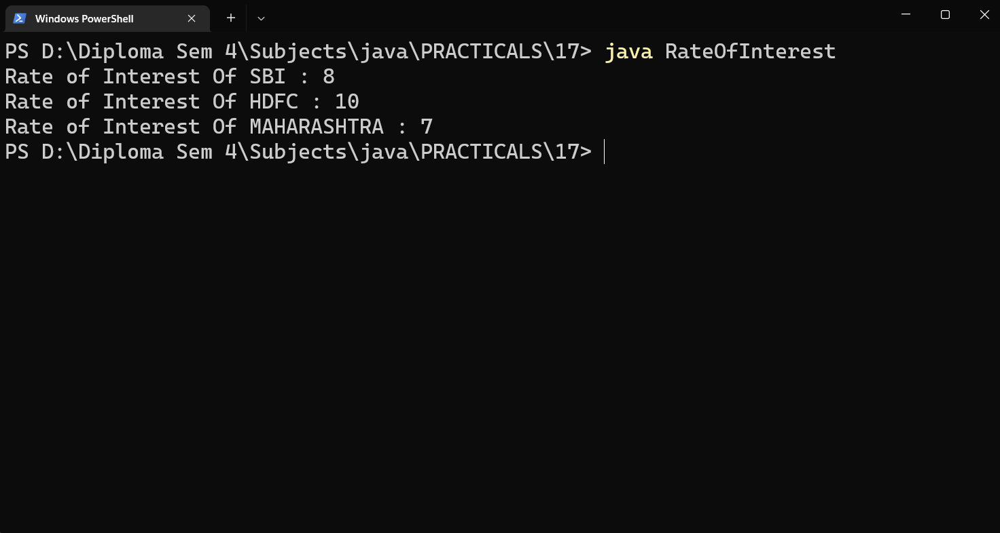 Windows PowerShell
PS D:\Diploma Sem 4\Subjects\java\PRACTICALS\17> java RateOfInterest
Rate of Interest Of SBI : 8
Rate of Interest Of HDFC : 10
Rate of Interest Of MAHARASHTRA : 7
PS D:\Diploma Sem 4\Subjects\java\PRACTICALS\17>